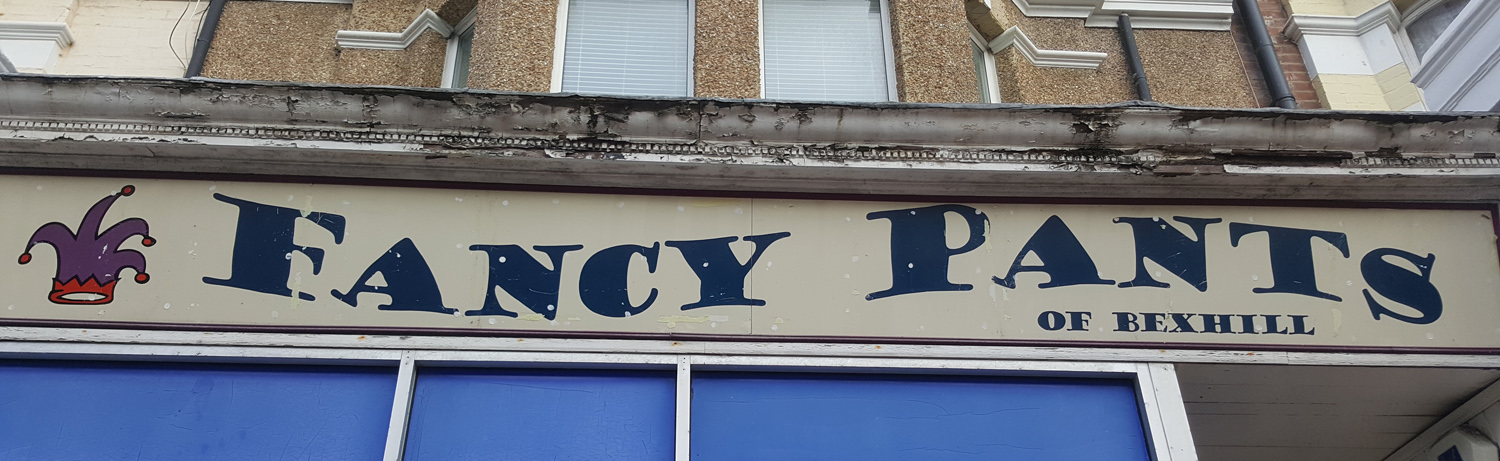 FANCY PANTS
OF BEXHILL